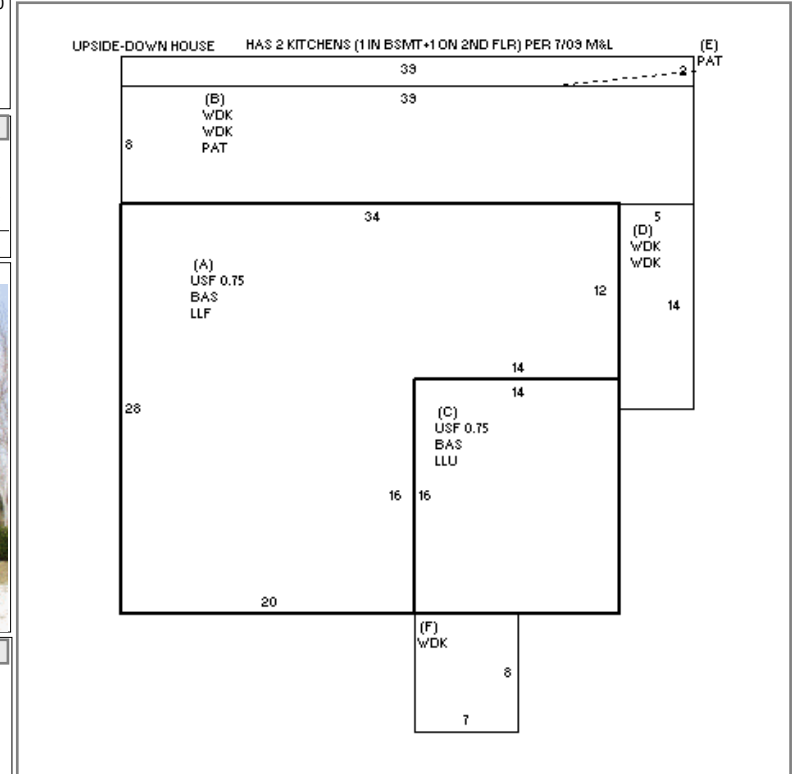 UPSIDE-DOWN HOUSE HAS 2 KITCHENS (1 IN BSMT+1 ON 2ND FLR) PER 7/09 M&L
(E)
PAT
39
2
39
(B)
WDK
WDK
PAT
8
34
5
(D)
WDK
WDK
(A)
USF 0.75
BAS
LLF
12
14
14
14
(C)
USF 0.75
BAS
LLU
28
16
16
20
(F)
WDK
8
7